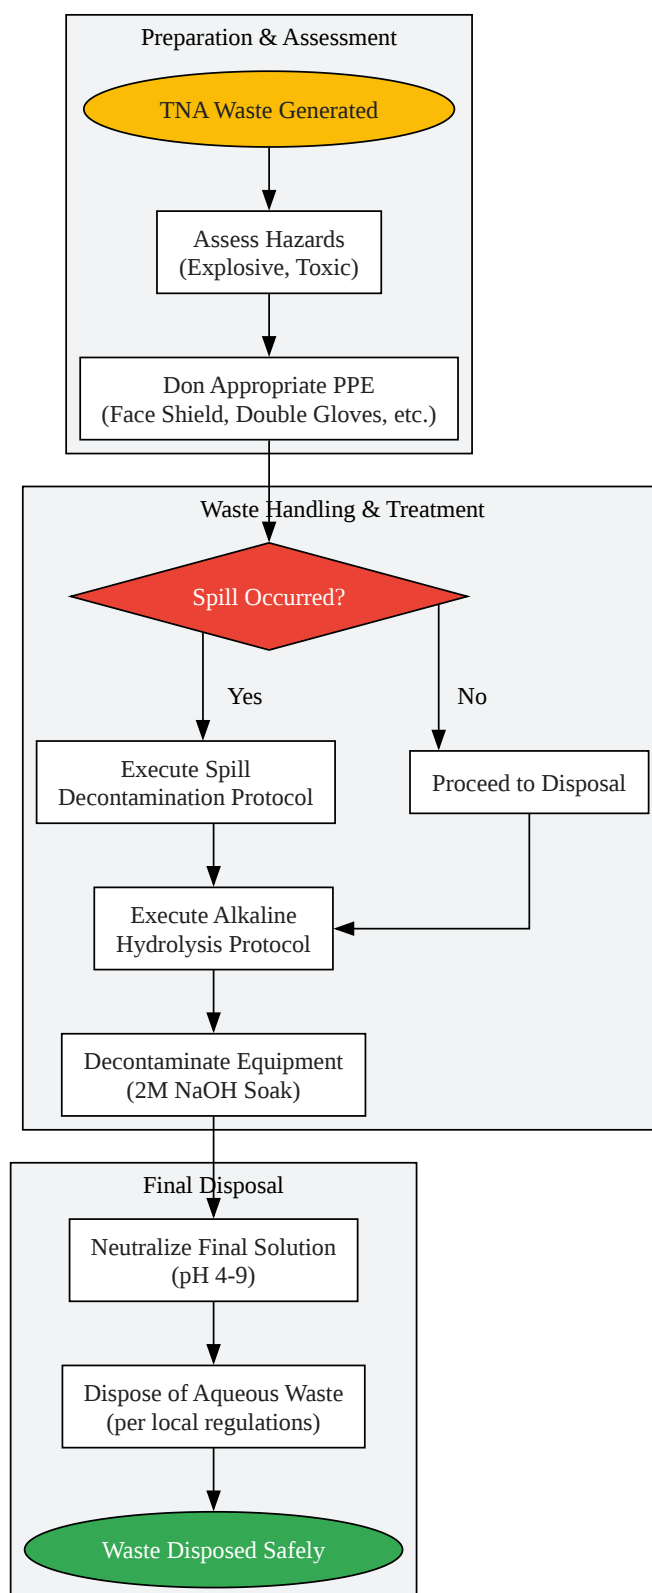 Preparation & Assessment
TNA Waste Generated
Assess Hazards
(Explosive, Toxic)
Don Appropriate PPE
(Face Shield, Double Gloves, etc.)
Waste Handling & Treatment
Spill Occurred?
Yes
No
Execute Spill
Decontamination Protocol
Proceed to Disposal
Execute Alkaline
Hydrolysis Protocol
Decontaminate Equipment
(2M NaOH Soak)
Final Disposal
Neutralize Final Solution
(pH 4-9)
Dispose of Aqueous Waste
(per local regulations)
Waste Disposed Safely